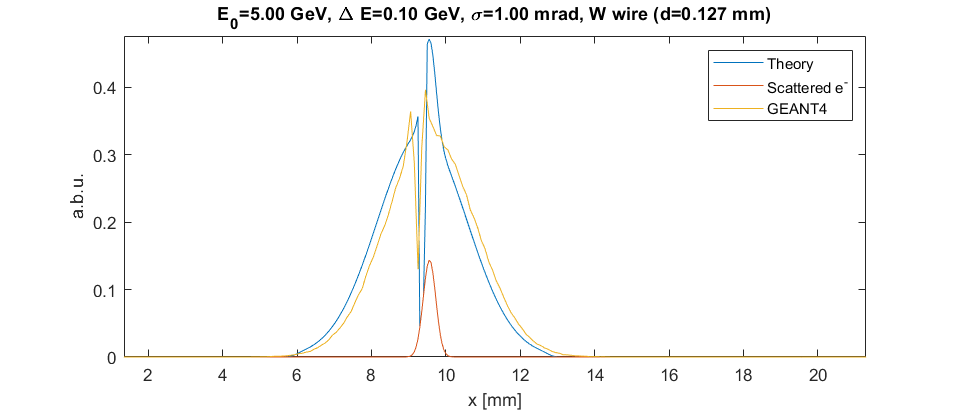 E0=5.00 GeV, Δ E=0.10 GeV, σ=1.00 mrad, W wire (d=0.127 mm)
Theory
Scattered e-
GEANT4
a.b.u.
0.4
0.3
0.2
0.1
0
2 4 6 8 10 12 14 16 18 20
x [mm]